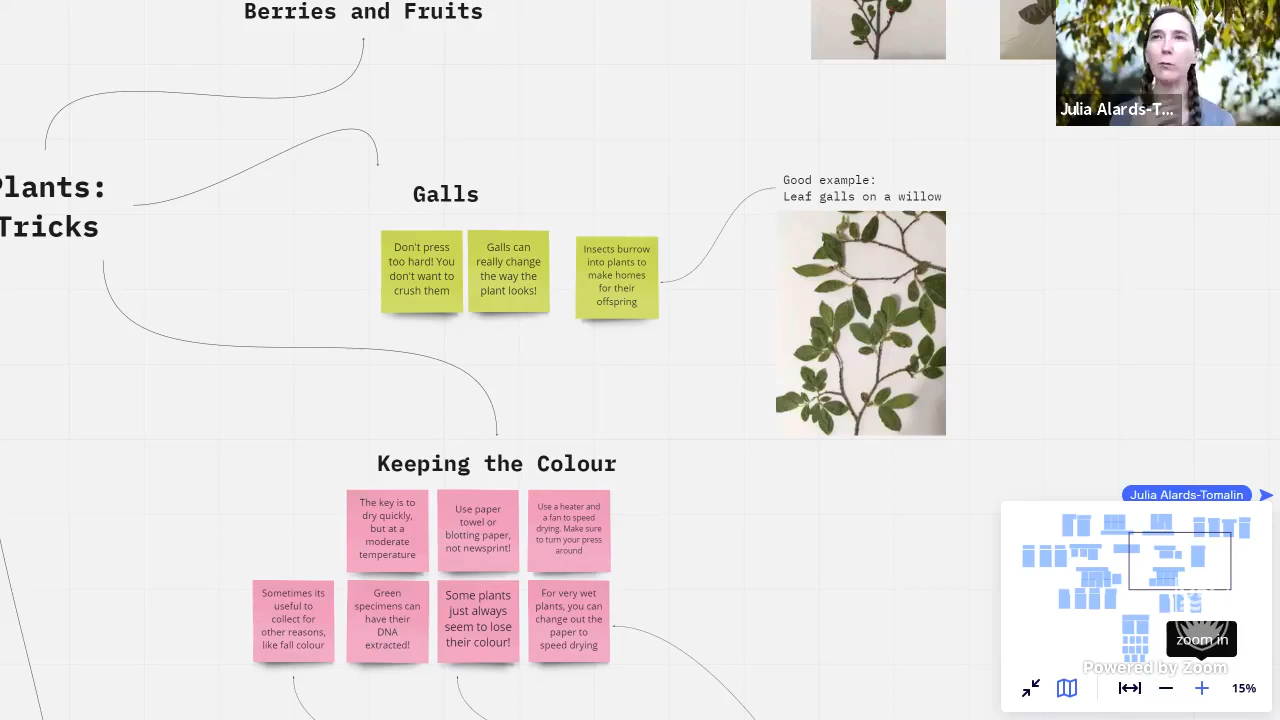 Berries and Fruits
Julia Alards-T...
Plants:
Tricks
Galls
Good example:
Leaf galls on a willow
Don't press
too hard! You
don't want to
crush them
Galls can
really change
the way the
plant looks!
Insects burrow
into plants to
make homes
for their
offspring
Keeping the Colour
The key is to
dry quickly,
but at a
moderate
temperature
Use paper
towel or
blotting paper,
not newsprint!
Use a heater and
a fan to speed
drying. Make sure
to turn your press
around
Sometimes its
useful to
collect for
other reasons,
like fall colour
Green
specimens can
have their
DNA
extracted!
Some plants
just always
seem to lose
their colour!
For very wet
plants, you can
change out the
paper to
speed drying
Julia Alards-Tomalin
zoom in
Powered by Zoom
15%